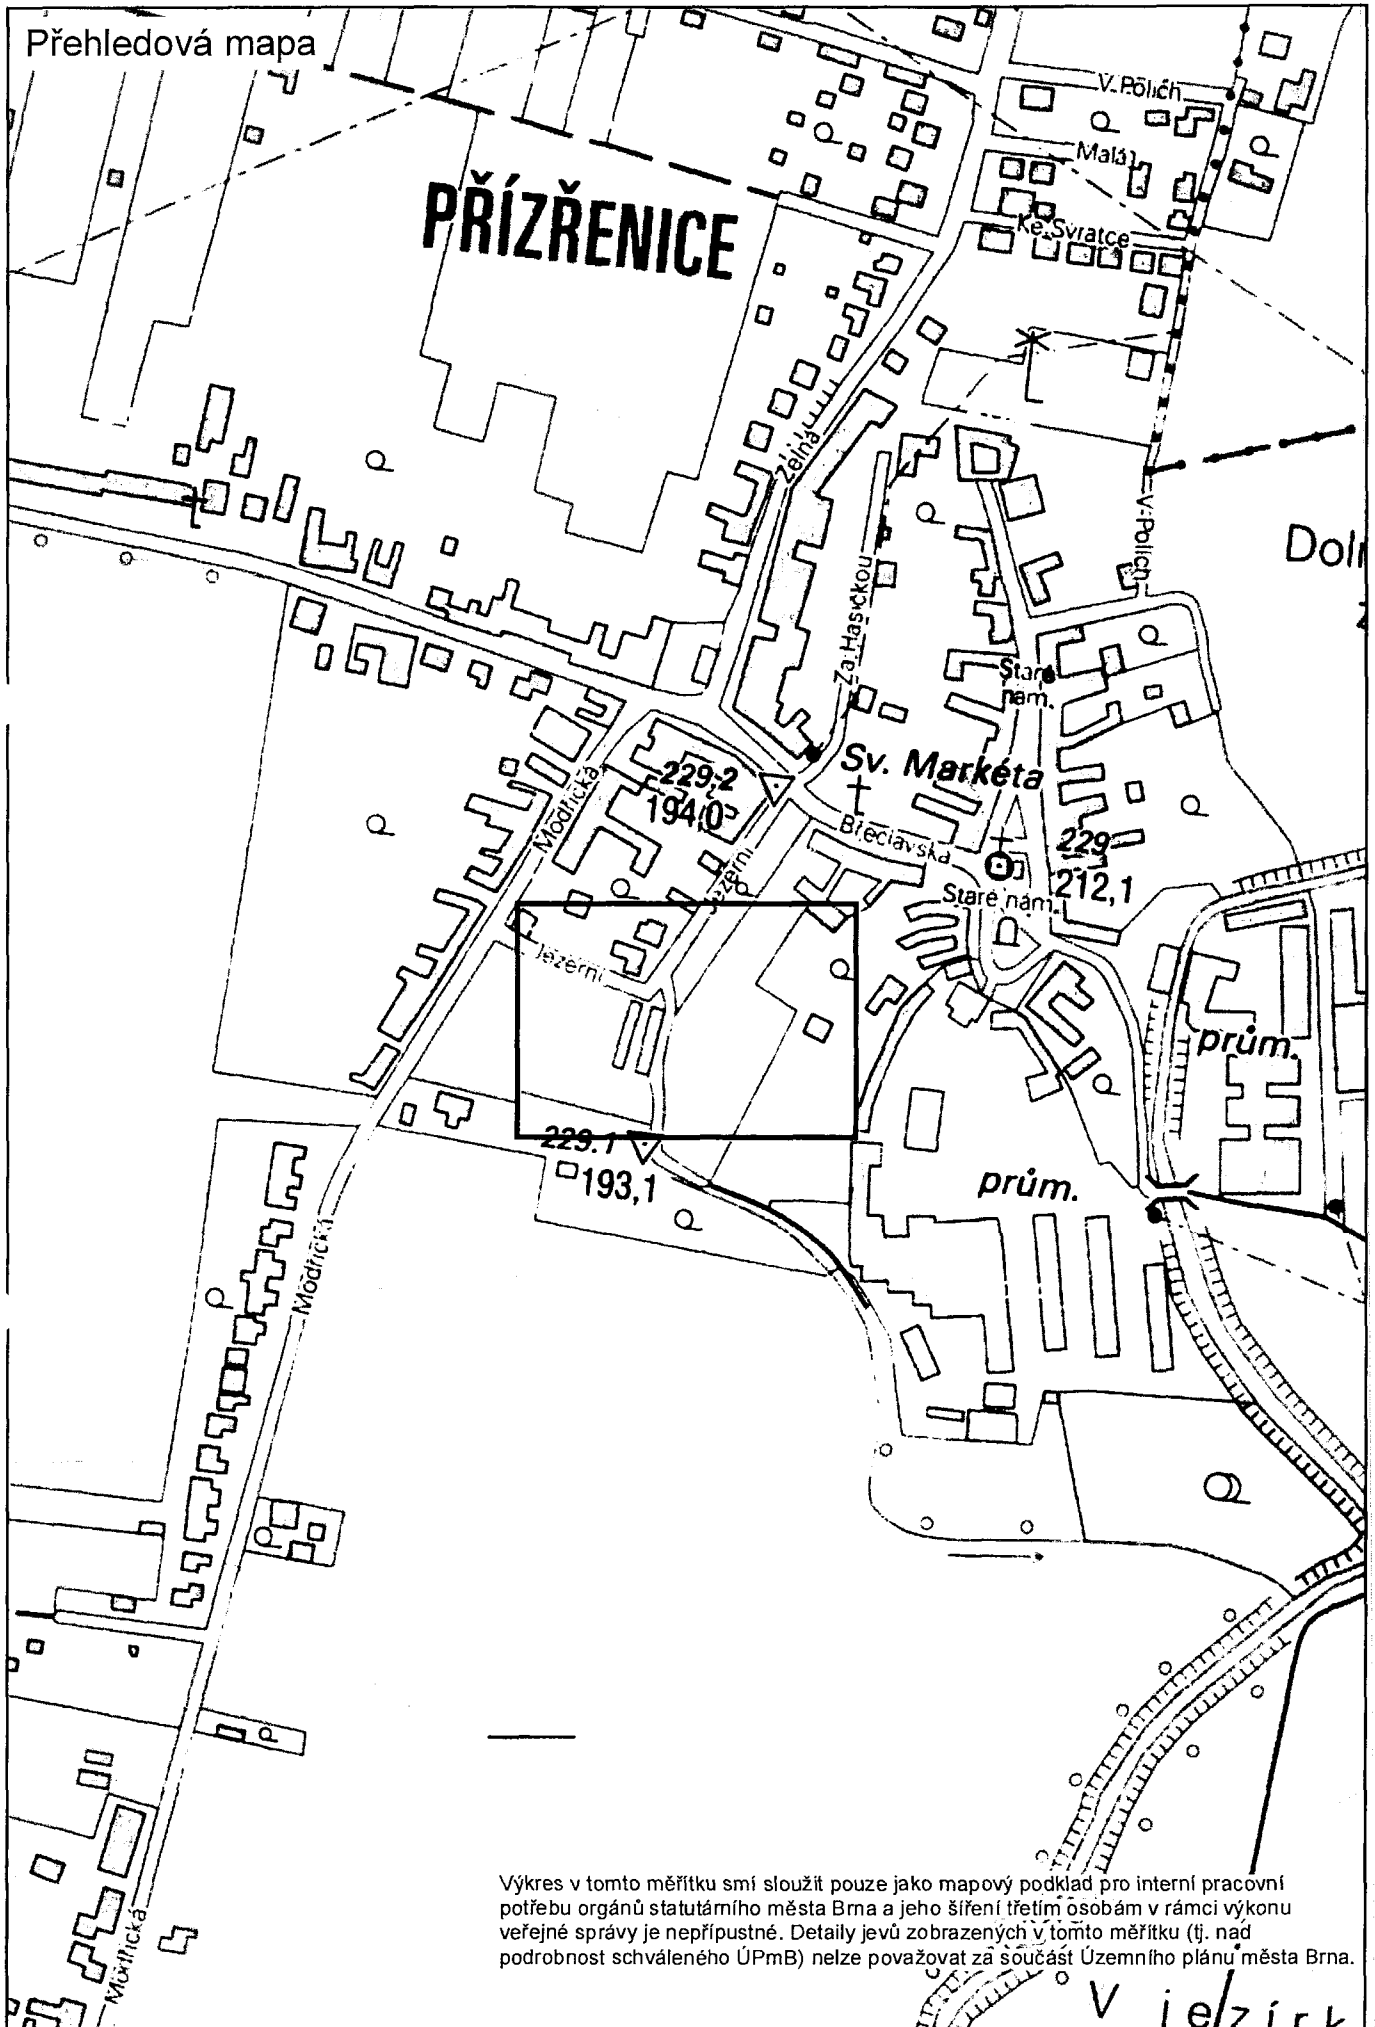 Přehledová mapa
V Polích
Malá
PŘÍZŘENICE
Ke Svratce
Zelná
V Polích
Za Hasičkou
Staré
nám.
Sv. Markéta
229,2
194,0
Modřická
Břeclavská
229
212,1
Jezerní
Staré nám.
Jezerní
prům.
229.1
193,1
prům.
Modřická
Výkres v tomto měřítku smí sloužit pouze jako mapový podklad pro interní pracovní
potřebu orgánů statutárního města Brna a jeho šíření třetím osobám v rámci výkonu
veřejné správy je nepřípustné. Detaily jevů zobrazených v tomto měřítku (tj. nad
podrobnost schváleného ÚPmB) nelze považovat za součást Územního plánu města Brna.
Modřická
V jezírk